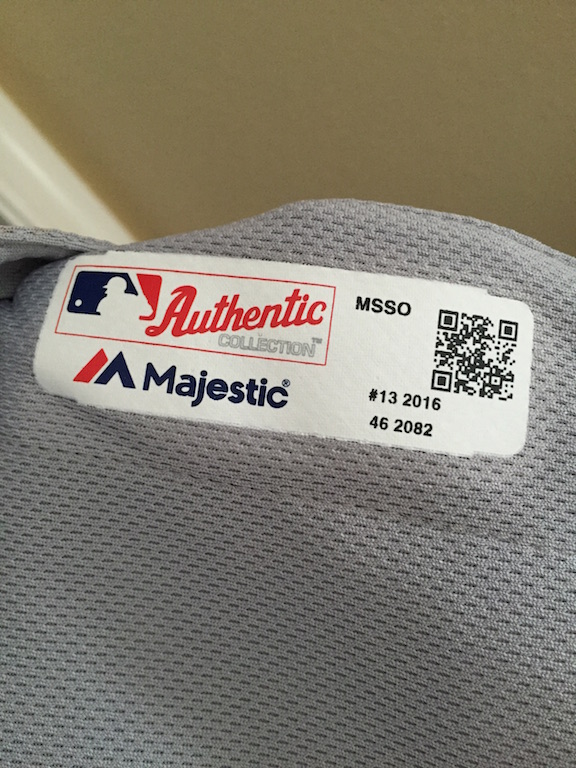 Authentic
COLLECTION™
Majestic®
MSSO
#13 2016
46 2082